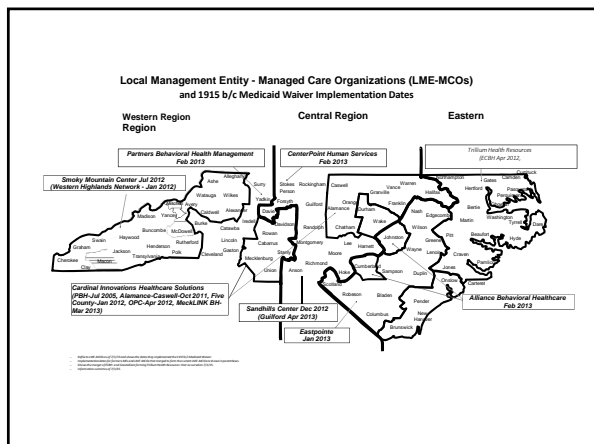 Local Management Entity - Managed Care Organizations (LME-MCOs)
and 1915 b/c Medicaid Waiver Implementation Dates
Western Region
Region
Central Region
Eastern
Partners Behavioral Health Management
Feb 2013
CenterPoint Human Services
Feb 2013
Trillium Health Resources
(ECBH Apr 2012,
Smoky Mountain Center Jul 2012
(Western Highlands Network - Jan 2012)
Alleghany
Ashe
Surry
Stokes
Person
Rockingham
Caswell
Vance
Warren
Northampton
Gates
Camden
Currituck
Watauga
Wilkes
Yadkin
Forsyth
Granville
Halifax
Hertford
Avery
Mitchell
Caldwell
Alexander
Davie
Guilford
Alamance
Orange
Durham
Franklin
Nash
Bertie
Madison
Yancey
Burke
Iredell
Davidson
Randolph
Chatham
Wake
Edgecombe
Martin
Tyrrell
Dare
Buncombe
McDowell
Catawba
Rowan
Johnston
Wilson
Pitt
Beaufort
Hyde
Haywood
Rutherford
Lincoln
Cabarrus
Montgomery
Lee
Harnett
Wayne
Greene
Swain
Henderson
Cleveland
Gaston
Stanly
Moore
Lenoir
Craven
Graham
Jackson
Polk
Mecklenburg
Pamlico
Cherokee
Macon
Transylvania
Clay
Union
Anson
Richmond
Hoke
Cumberland
Sampson
Duplin
Jones
Onslow
Carteret
Scotland
Robeson
Bladen
Pender
Columbus
New
Hanover
Brunswick
Cardinal Innovations Healthcare Solutions
(PBH-Jul 2005, Alamance-Caswell-Oct 2011, Five
County-Jan 2012, OPC-Apr 2012, MeckLINK BH-
Mar 2013)
Sandhills Center Dec 2012
(Guilford Apr 2013)
Alliance Behavioral Healthcare
Feb 2013
Eastpointe
Jan 2013